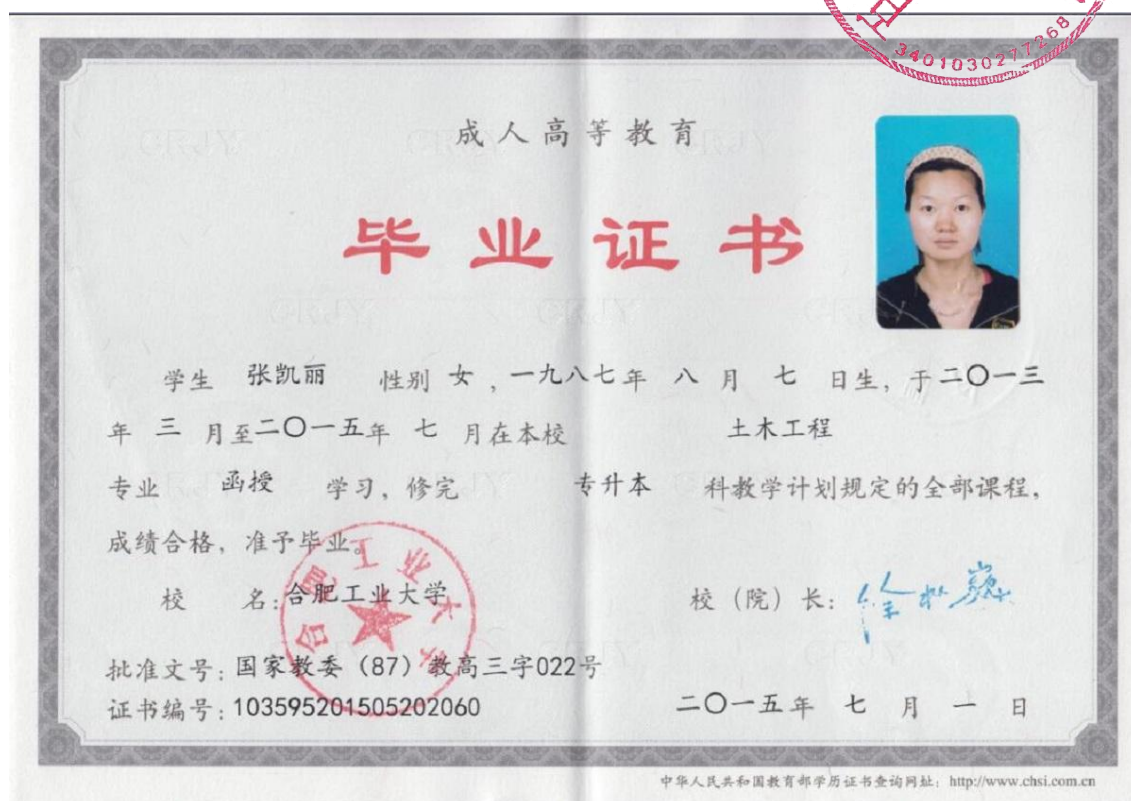 3401030277268
成人高等教育
毕业证书
学生 张凯丽 性别 女，一九八七年 八 月 七 日生，于二〇一三
年 三 月至二〇一五年 七 月在本校 土木工程
专业 函授 学习，修完 专升本 科教学计划规定的全部课程，
成绩合格，准予毕业。
校 名：合肥工业大学 校（院）长：
批准文号：国家教委（87）教高三字022号
证书编号：103595201505202060 二〇一五年 七 月 一 日
中华人民共和国教育部学历证书查询网址：http://www.chsi.com.cn